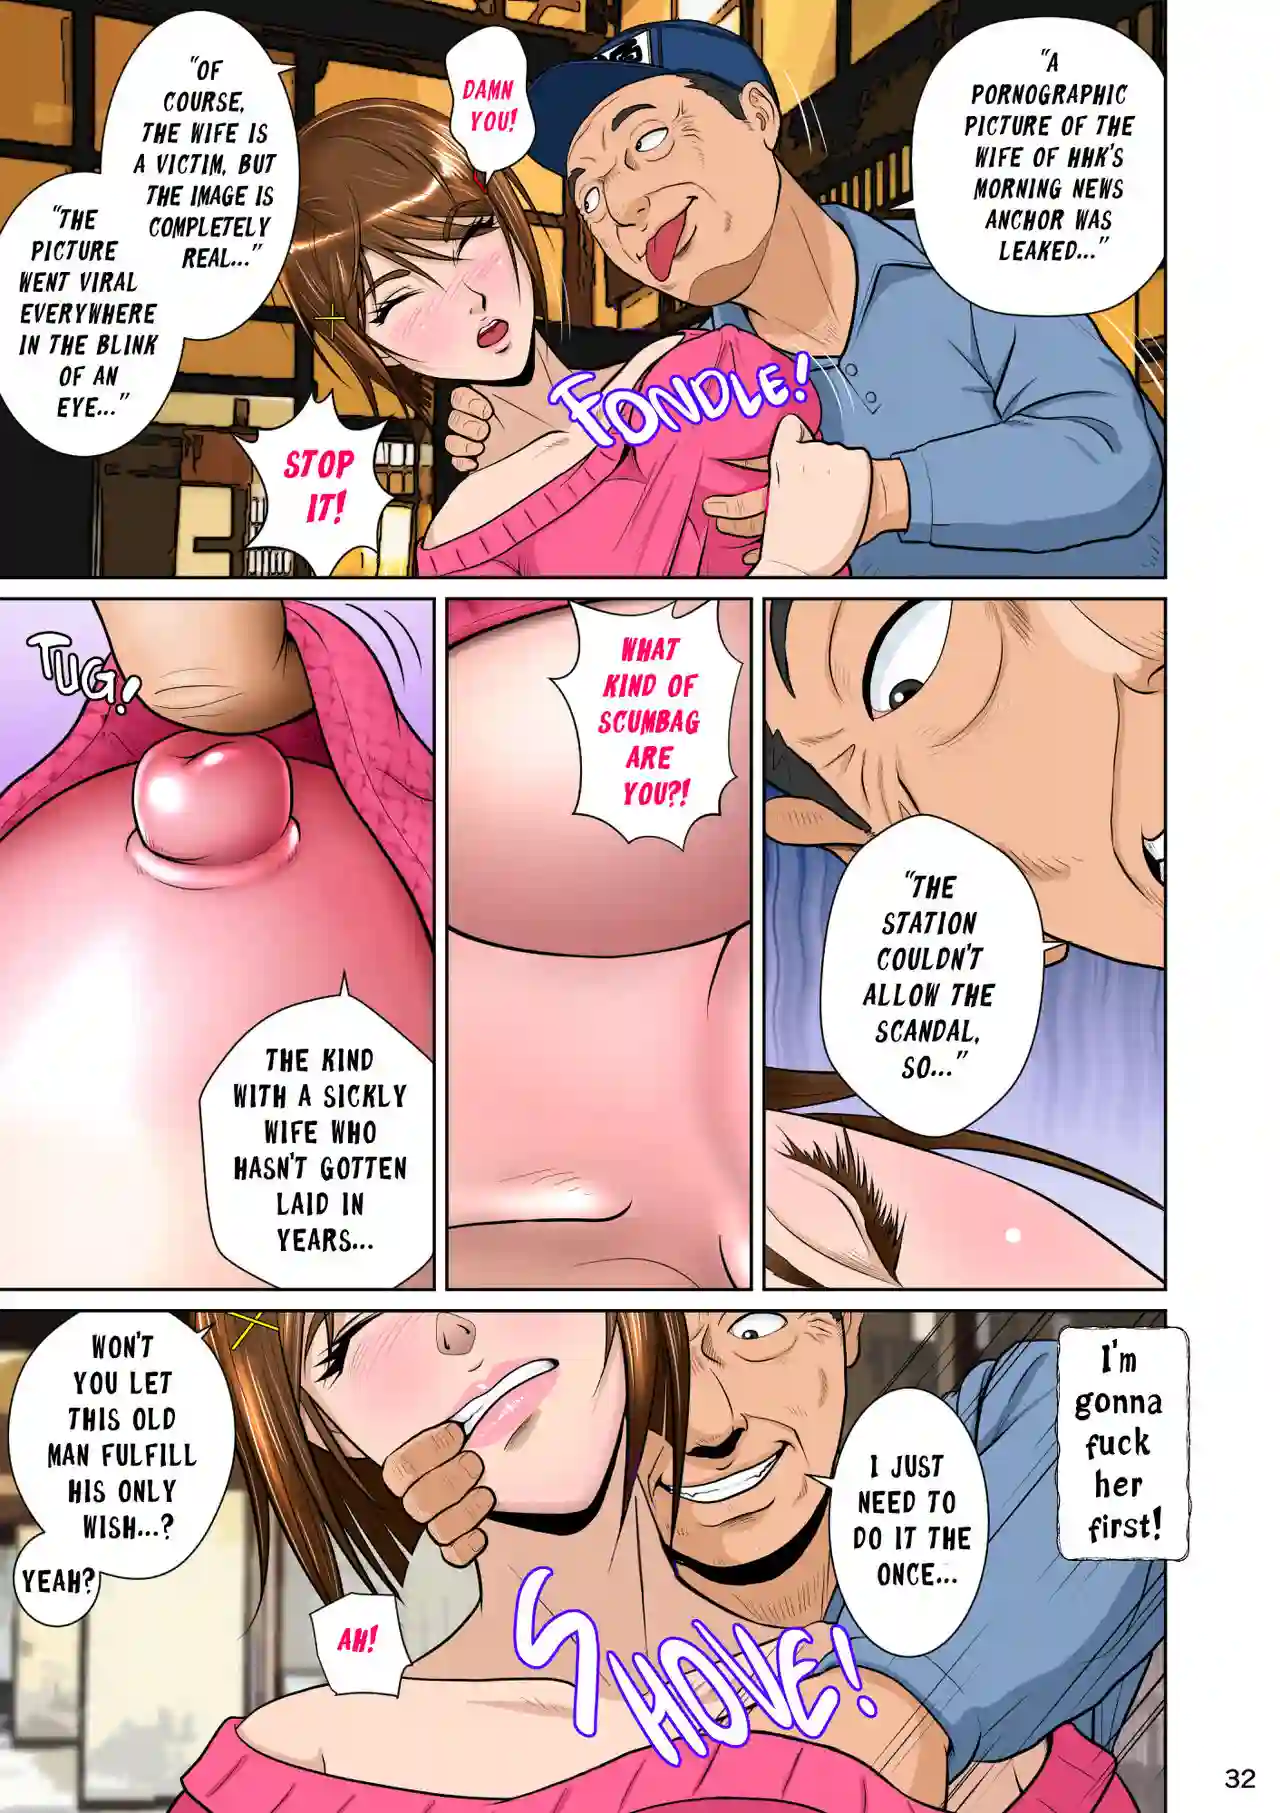 "A
PORNOGRAPHIC
PICTURE OF THE
WIFE OF HHK'S
MORNING NEWS
ANCHOR WAS
LEAKED..."
DAMN
YOU!
"OF
COURSE,
THE WIFE IS
A VICTIM, BUT
THE IMAGE IS
COMPLETELY
REAL..."
"THE
PICTURE
WENT VIRAL
EVERYWHERE
IN THE BLINK
OF AN
EYE..."
FONDLE!
STOP
IT!
"THE
STATION
COULDN'T
ALLOW THE
SCANDAL,
SO..."
WHAT
KIND OF
SCUMBAG
ARE
YOU?!
TUG!
THE KIND
WITH A SICKLY
WIFE WHO
HASN'T GOTTEN
LAID IN
YEARS...
I'm
gonna
fuck
her
first!
I JUST
NEED TO
DO IT THE
ONCE...
SHOVE!
AH!
WON'T
YOU LET
THIS OLD
MAN FULFILL
HIS ONLY
WISH...?
YEAH?
32